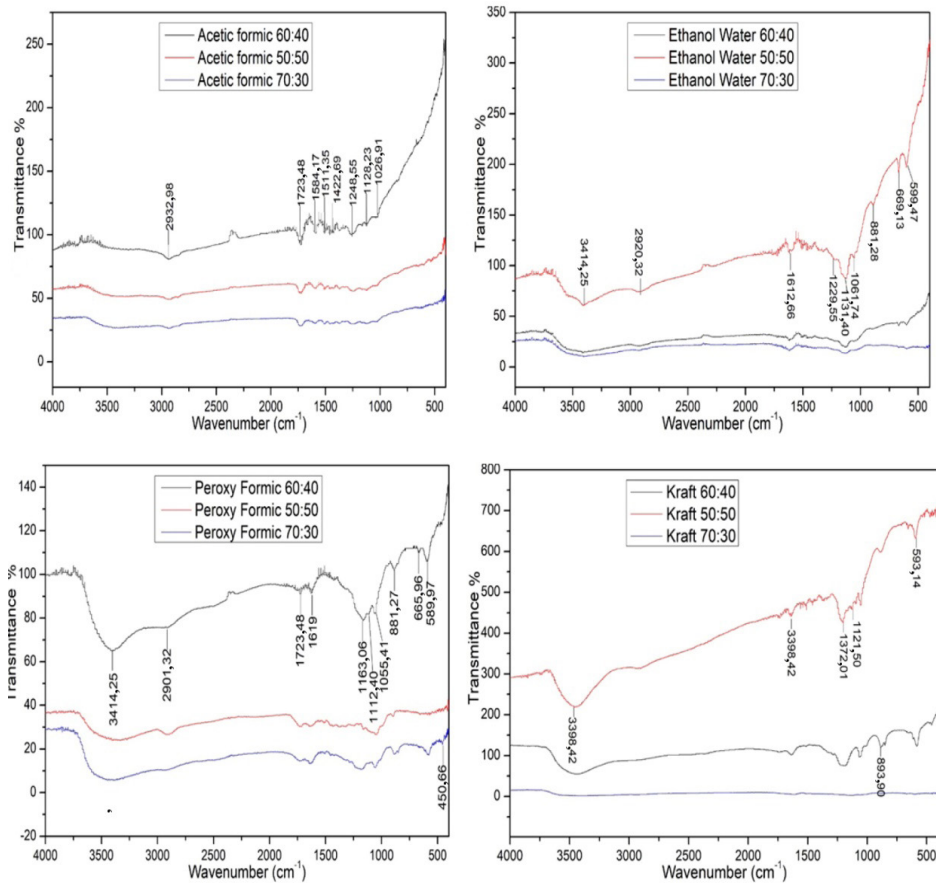 Acetic formic 60:40
Acetic formic 50:50
Acetic formic 70:30
Transmittance %
250
200
150
100
50
0
2932,98
1723,48
1584,17
1511,35
1422,69
1248,55
1128,23
1026,91
4000 3500 3000 2500 2000 1500 1000 500
Wavenumber (cm-1)
Ethanol Water 60:40
Ethanol Water 50:50
Ethanol Water 70:30
Transmittance %
350
300
250
200
150
100
50
0
3414,25
2920,32
1612,66
1229,55
1131,40
1061,74
881,28
669,13
599,47
4000 3500 3000 2500 2000 1500 1000 500
Wavenumber (cm-1)
Peroxy Formic 60:40
Peroxy Formic 50:50
Peroxy Formic 70:30
Transmittance %
140
120
100
80
60
40
20
0
-20
3414,25
2901,32
1723,48
1619
1163,06
1112,40
1055,41
881,27
665,96
589,97
450,66
4000 3500 3000 2500 2000 1500 1000 500
Wavenumber (cm-1)
Kraft 60:40
Kraft 50:50
Kraft 70:30
Transmittance %
800
700
600
500
400
300
200
100
0
3398,42
3398,42
1372,01
1121,50
893,90
593,14
4000 3500 3000 2500 2000 1500 1000 500
Wavenumber (cm-1)